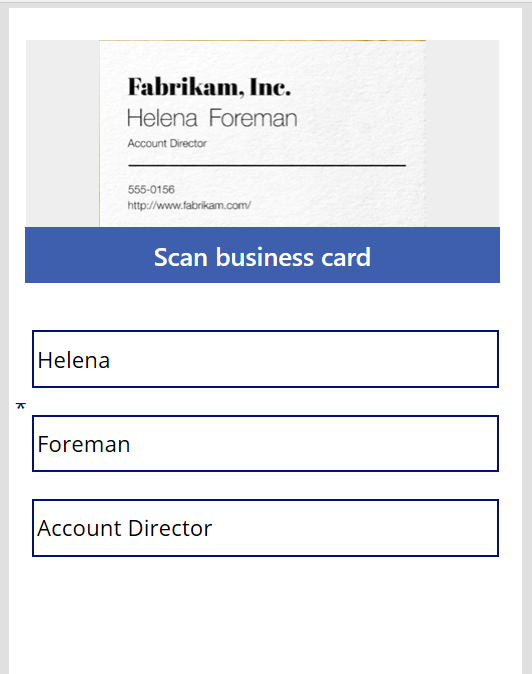 Fabrikam, Inc.
Helena Foreman
Account Director
555-0156
http://www.fabrikam.com/
Scan business card
Helena
Foreman
Account Director